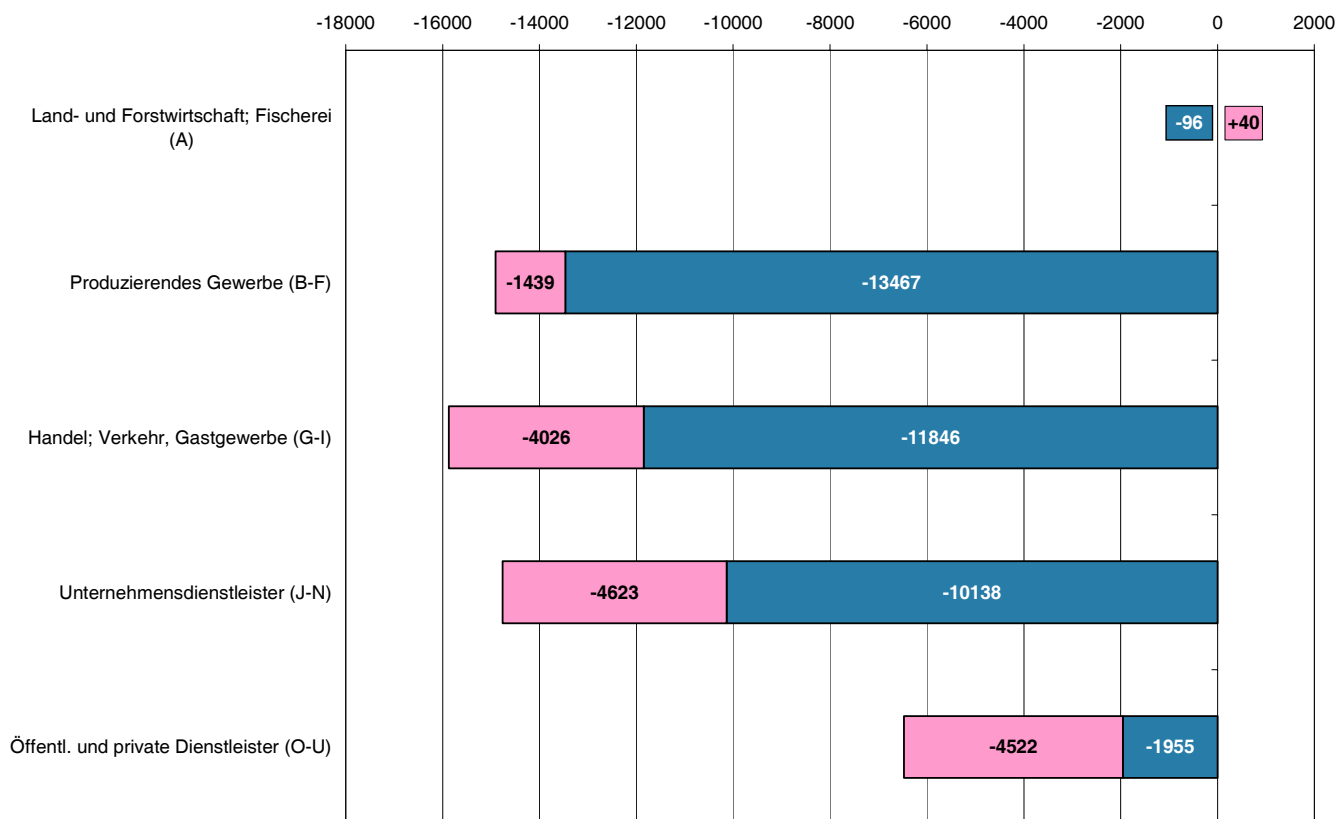 -18000 -16000 -14000 -12000 -10000 -8000 -6000 -4000 -2000 0 2000
Land- und Forstwirtschaft; Fischerei
(A)
-96 +40
Produzierendes Gewerbe (B-F)
-1439 -13467
Handel; Verkehr, Gastgewerbe (G-I)
-4026 -11846
Unternehmensdienstleister (J-N)
-4623 -10138
Öffentl. und private Dienstleister (O-U)
-4522 -1955